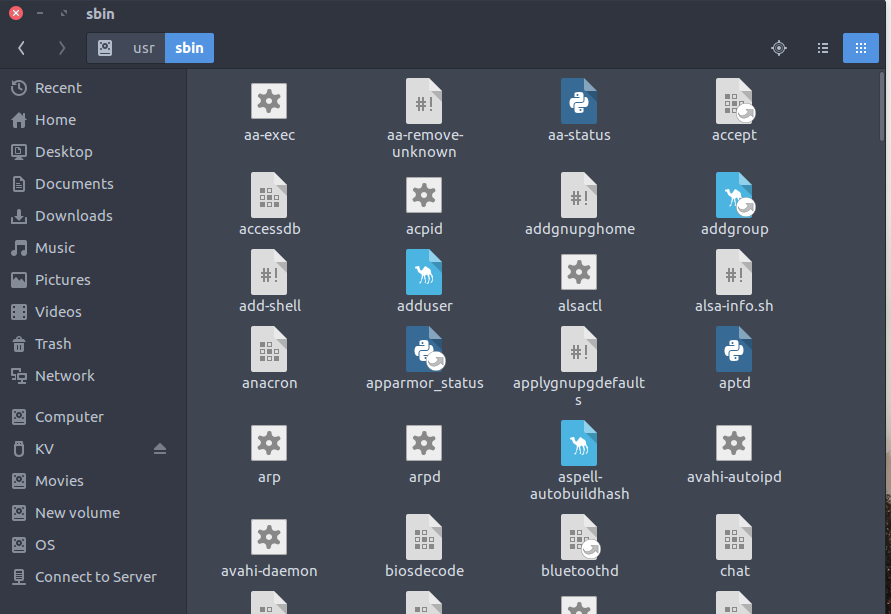 sbin
usr sbin
Recent
Home
Desktop
Documents
Downloads
Music
Pictures
Videos
Trash
Network
Computer
KV
Movies
New volume
OS
Connect to Server
aa-exec
aa-remove-
unknown
aa-status
accept
accessdb
acpid
addgnupghome
addgroup
add-shell
adduser
alsactl
alsa-info.sh
anacron
apparmor_status
applygnupgdefault
s
aptd
arp
arpd
aspell-
autobuildhash
avahi-autoipd
avahi-daemon
biosdecode
bluetoothd
chat